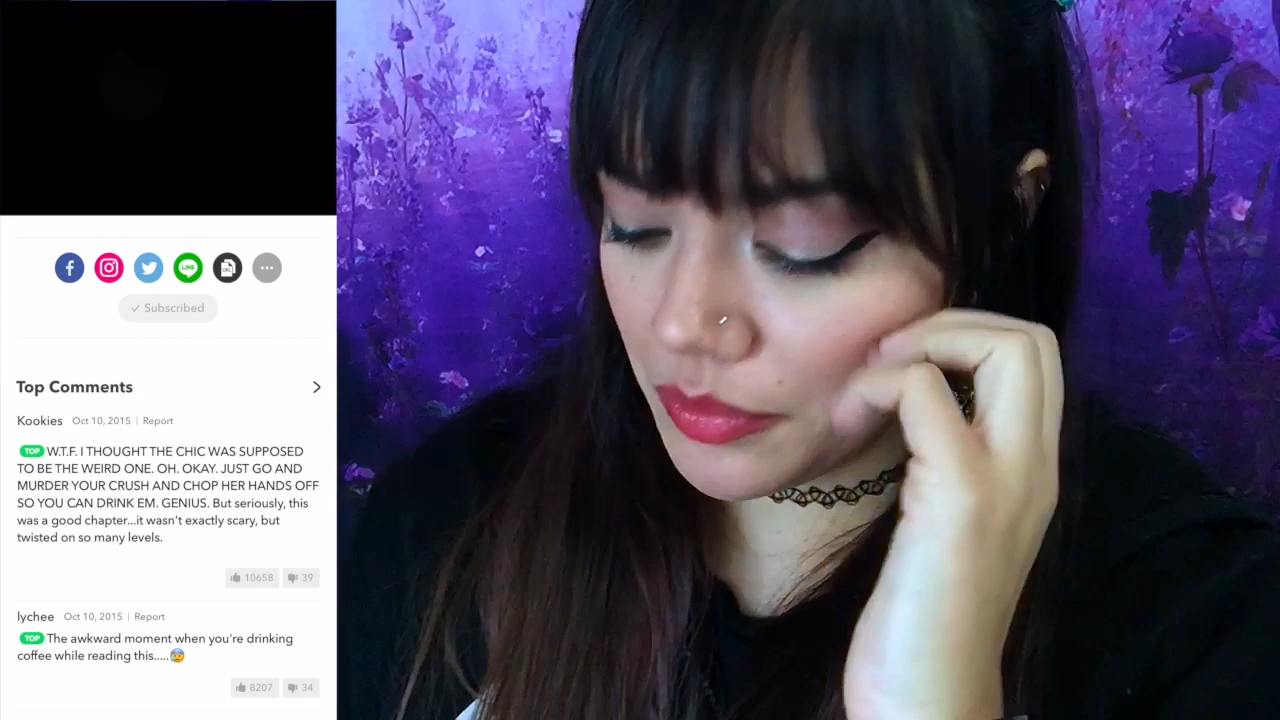 LINE
URL
✓ Subscribed
Top Comments
Kookies Oct 10, 2015 | Report
TOP W.T.F. I THOUGHT THE CHIC WAS SUPPOSED
TO BE THE WEIRD ONE. OH. OKAY. JUST GO AND
MURDER YOUR CRUSH AND CHOP HER HANDS OFF
SO YOU CAN DRINK EM. GENIUS. But seriously, this
was a good chapter...it wasn't exactly scary, but
twisted on so many levels.
10658 39
lychee Oct 10, 2015 | Report
TOP The awkward moment when you're drinking
coffee while reading this.....😰
8207 34